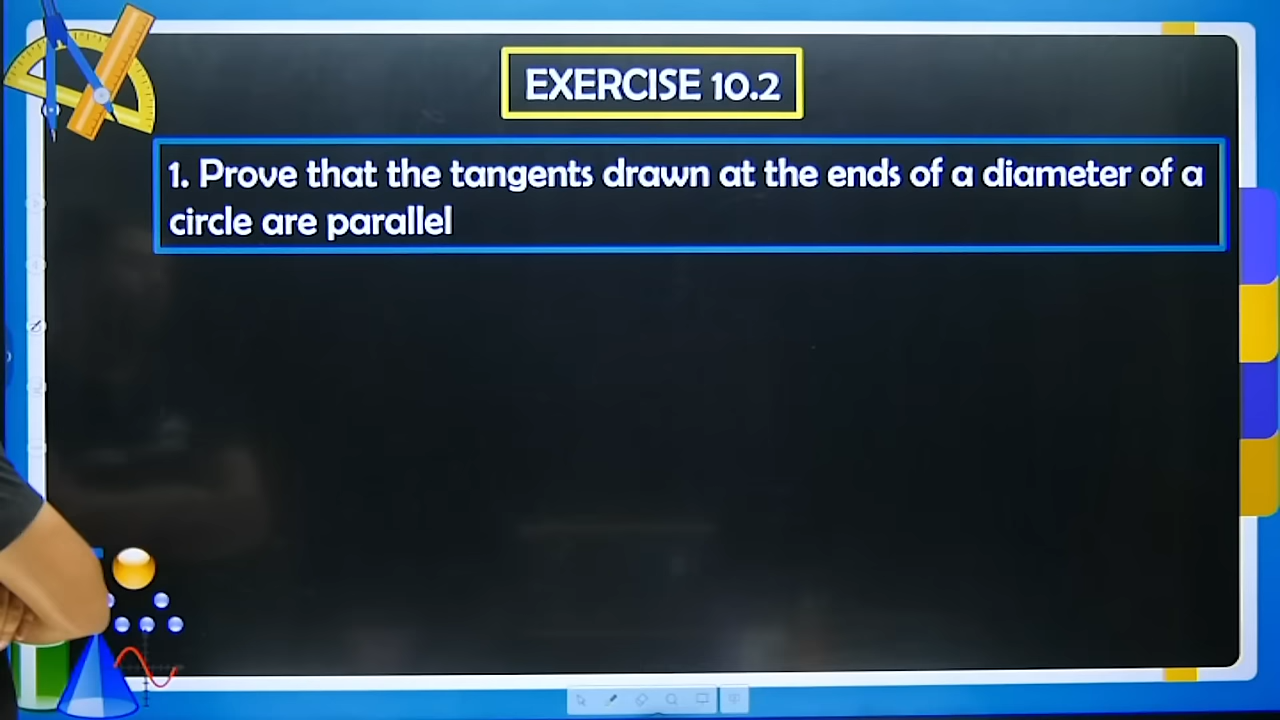 EXERCISE 10.2
1. Prove that the tangents drawn at the ends of a diameter of a
circle are parallel